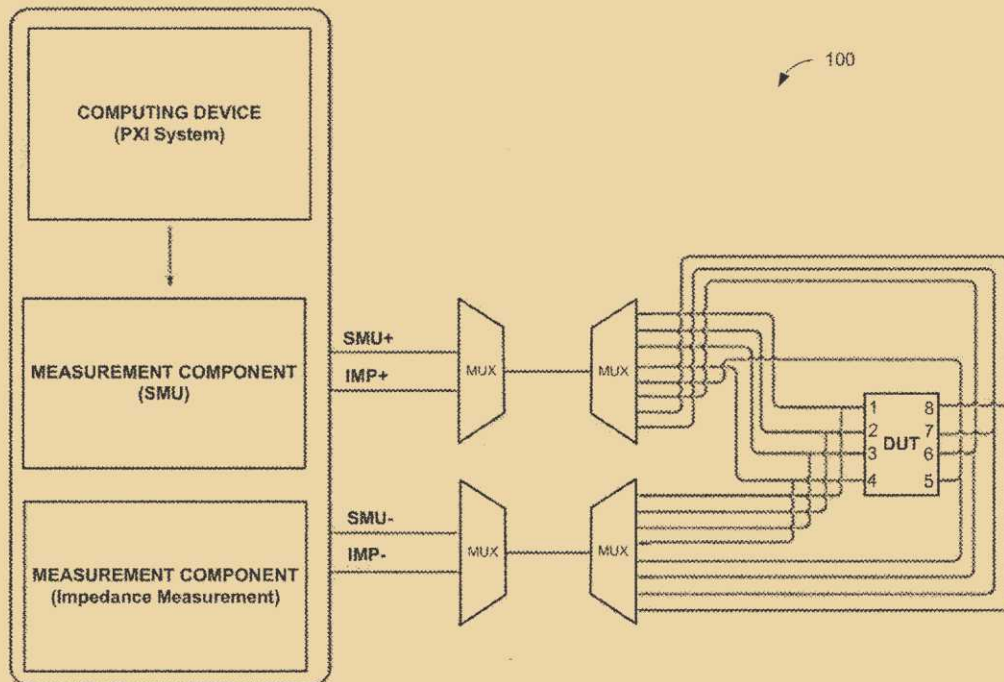 100
COMPUTING DEVICE
(PXI System)
MEASUREMENT COMPONENT
(SMU)
MEASUREMENT COMPONENT
(Impedance Measurement)
SMU+
IMP+
MUX
MUX
SMU-
IMP-
MUX
MUX
1 8
2 7
DUT
3 6
4 5